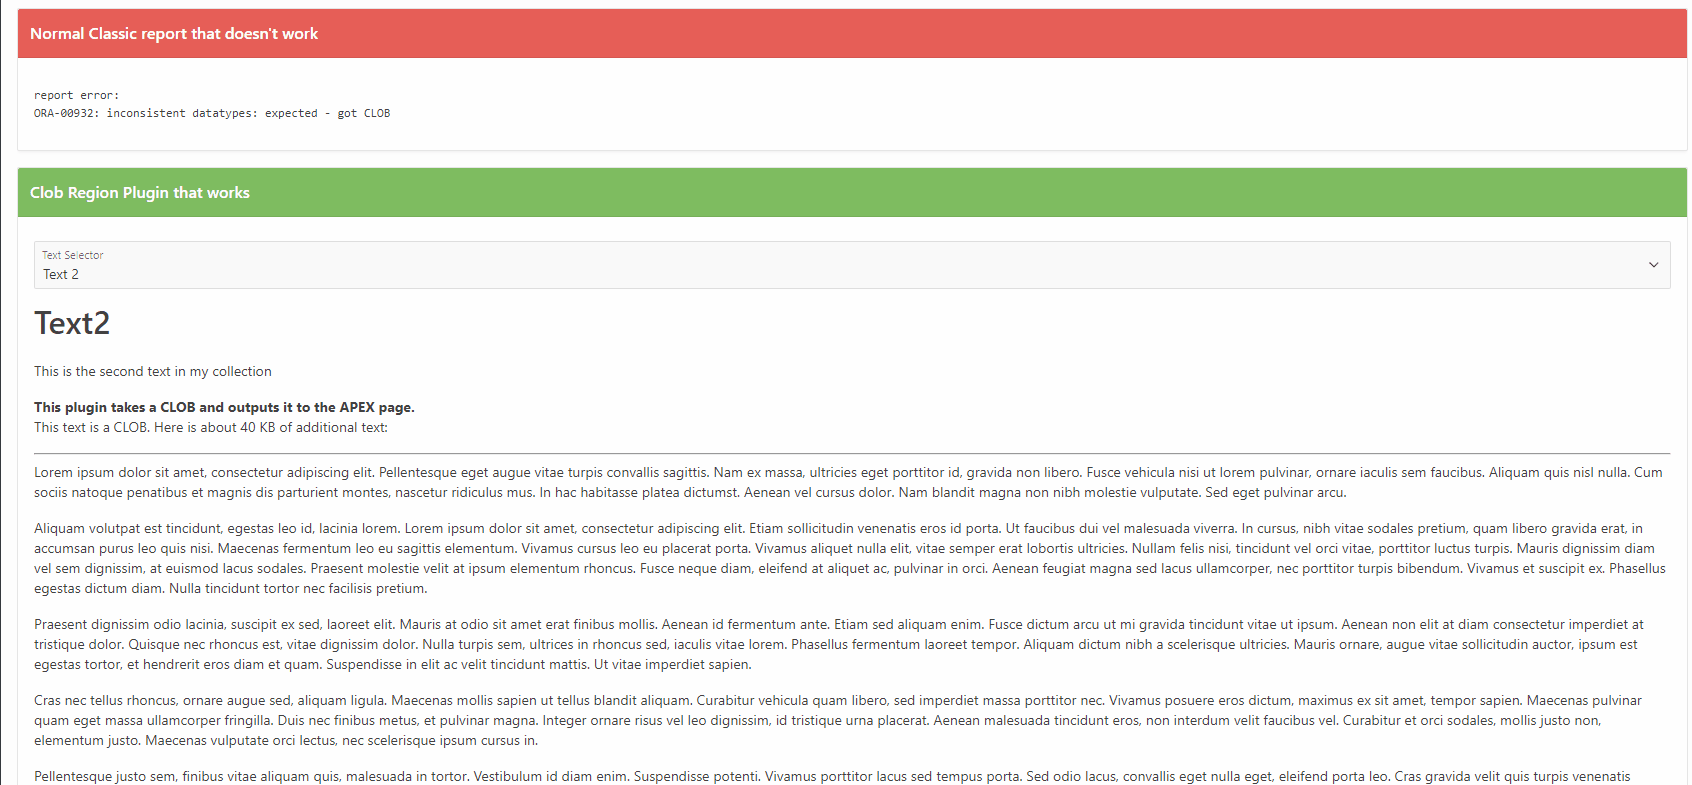 Normal Classic report that doesn't work
report error:
ORA-00932: inconsistent datatypes: expected - got CLOB
Clob Region Plugin that works
Text Selector
Text 2
Text2
This is the second text in my collection
This plugin takes a CLOB and outputs it to the APEX page.
This text is a CLOB. Here is about 40 KB of additional text:
Lorem ipsum dolor sit amet, consectetur adipiscing elit. Pellentesque eget augue vitae turpis convallis sagittis. Nam ex massa, ultricies eget porttitor id, gravida non libero. Fusce vehicula nisi ut lorem pulvinar, ornare iaculis sem faucibus. Aliquam quis nisl nulla. Cum
sociis natoque penatibus et magnis dis parturient montes, nascetur ridiculus mus. In hac habitasse platea dictumst. Aenean vel cursus dolor. Nam blandit magna non nibh molestie vulputate. Sed eget pulvinar arcu.
Aliquam volutpat est tincidunt, egestas leo id, lacinia lorem. Lorem ipsum dolor sit amet, consectetur adipiscing elit. Etiam sollicitudin venenatis eros id porta. Ut faucibus dui vel malesuada viverra. In cursus, nibh vitae sodales pretium, quam libero gravida erat, in
accumsan purus leo quis nisi. Maecenas fermentum leo eu sagittis elementum. Vivamus cursus leo eu placerat porta. Vivamus aliquet nulla elit, vitae semper erat lobortis ultricies. Nullam felis nisi, tincidunt vel orci vitae, porttitor luctus turpis. Mauris dignissim diam
vel sem dignissim, at euismod lacus sodales. Praesent molestie velit at ipsum elementum rhoncus. Fusce neque diam, eleifend at aliquet ac, pulvinar in orci. Aenean feugiat magna sed lacus ullamcorper, nec porttitor turpis bibendum. Vivamus et suscipit ex. Phasellus
egestas dictum diam. Nulla tincidunt tortor nec facilisis pretium.
Praesent dignissim odio lacinia, suscipit ex sed, laoreet elit. Mauris at odio sit amet erat finibus mollis. Aenean id fermentum ante. Etiam sed aliquam enim. Fusce dictum arcu ut mi gravida tincidunt vitae ut ipsum. Aenean non elit at diam consectetur imperdiet at
tristique dolor. Quisque nec rhoncus est, vitae dignissim dolor. Nulla turpis sem, ultrices in rhoncus sed, iaculis vitae lorem. Phasellus fermentum laoreet tempor. Aliquam dictum nibh a scelerisque ultricies. Mauris ornare, augue vitae sollicitudin auctor, ipsum est
egestas tortor, et hendrerit eros diam et quam. Suspendisse in elit ac velit tincidunt mattis. Ut vitae imperdiet sapien.
Cras nec tellus rhoncus, ornare augue sed, aliquam ligula. Maecenas mollis sapien ut tellus blandit aliquam. Curabitur vehicula quam libero, sed imperdiet massa porttitor nec. Vivamus posuere eros dictum, maximus ex sit amet, tempor sapien. Maecenas pulvinar
quam eget massa ullamcorper fringilla. Duis nec finibus metus, et pulvinar magna. Integer ornare risus vel leo dignissim, id tristique urna placerat. Aenean malesuada tincidunt eros, non interdum velit faucibus vel. Curabitur et orci sodales, mollis justo non,
elementum justo. Maecenas vulputate orci lectus, nec scelerisque ipsum cursus in.
Pellentesque justo sem, finibus vitae aliquam quis, malesuada in tortor. Vestibulum id diam enim. Suspendisse potenti. Vivamus porttitor lacus sed tempus porta. Sed odio lacus, convallis eget nulla eget, eleifend porta leo. Cras gravida velit quis turpis venenatis